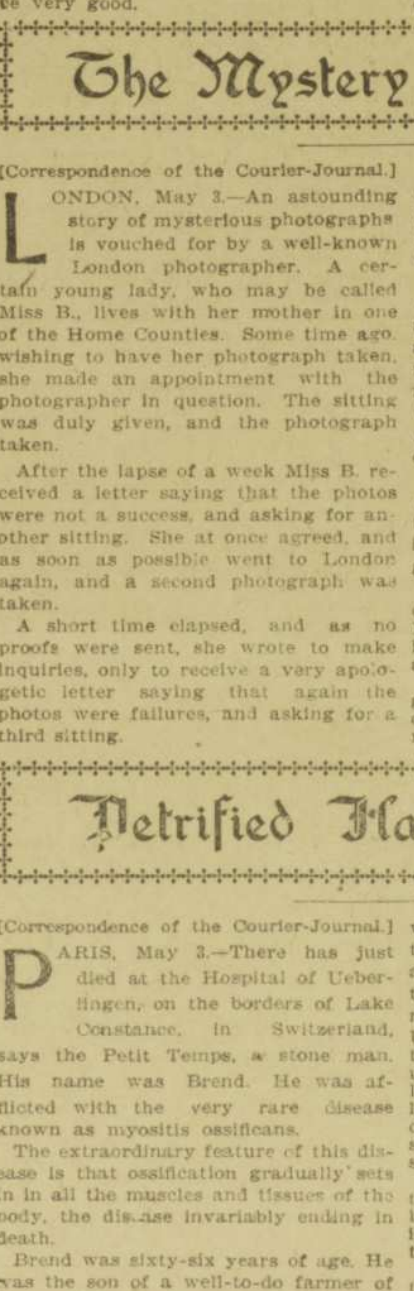 be very good.
The Mystery
[Correspondence of the Courier-Journal.]
LONDON, May 3.—An astounding
story of mysterious photographs
is vouched for by a well-known
London photographer. A cer-
tain young lady, who may be called
Miss B., lives with her mother in one
of the Home Counties. Some time ago,
wishing to have her photograph taken,
she made an appointment with the
photographer in question. The sitting
was duly given, and the photograph
taken.
After the lapse of a week Miss B. re-
ceived a letter saying that the photos
were not a success, and asking for an-
other sitting. She at once agreed, and
as soon as possible went to London
again, and a second photograph was
taken.
A short time elapsed, and as no
proofs were sent, she wrote to make
inquiries, only to receive a very apolo-
getic letter saying that again the
photos were failures, and asking for a
third sitting.
Petrified Ha
[Correspondence of the Courier-Journal.]
PARIS, May 3.—There has just
died at the Hospital of Ueber-
lingen, on the borders of Lake
Constance, in Switzerland,
says the Petit Temps, a stone man.
His name was Brend. He was af-
flicted with the very rare disease
known as myositis ossificans.
The extraordinary feature of this dis-
ease is that ossification gradually sets
in in all the muscles and tissues of the
body, the disease invariably ending in
death.
Brend was sixty-six years of age. He
was the son of a well-to-do farmer of